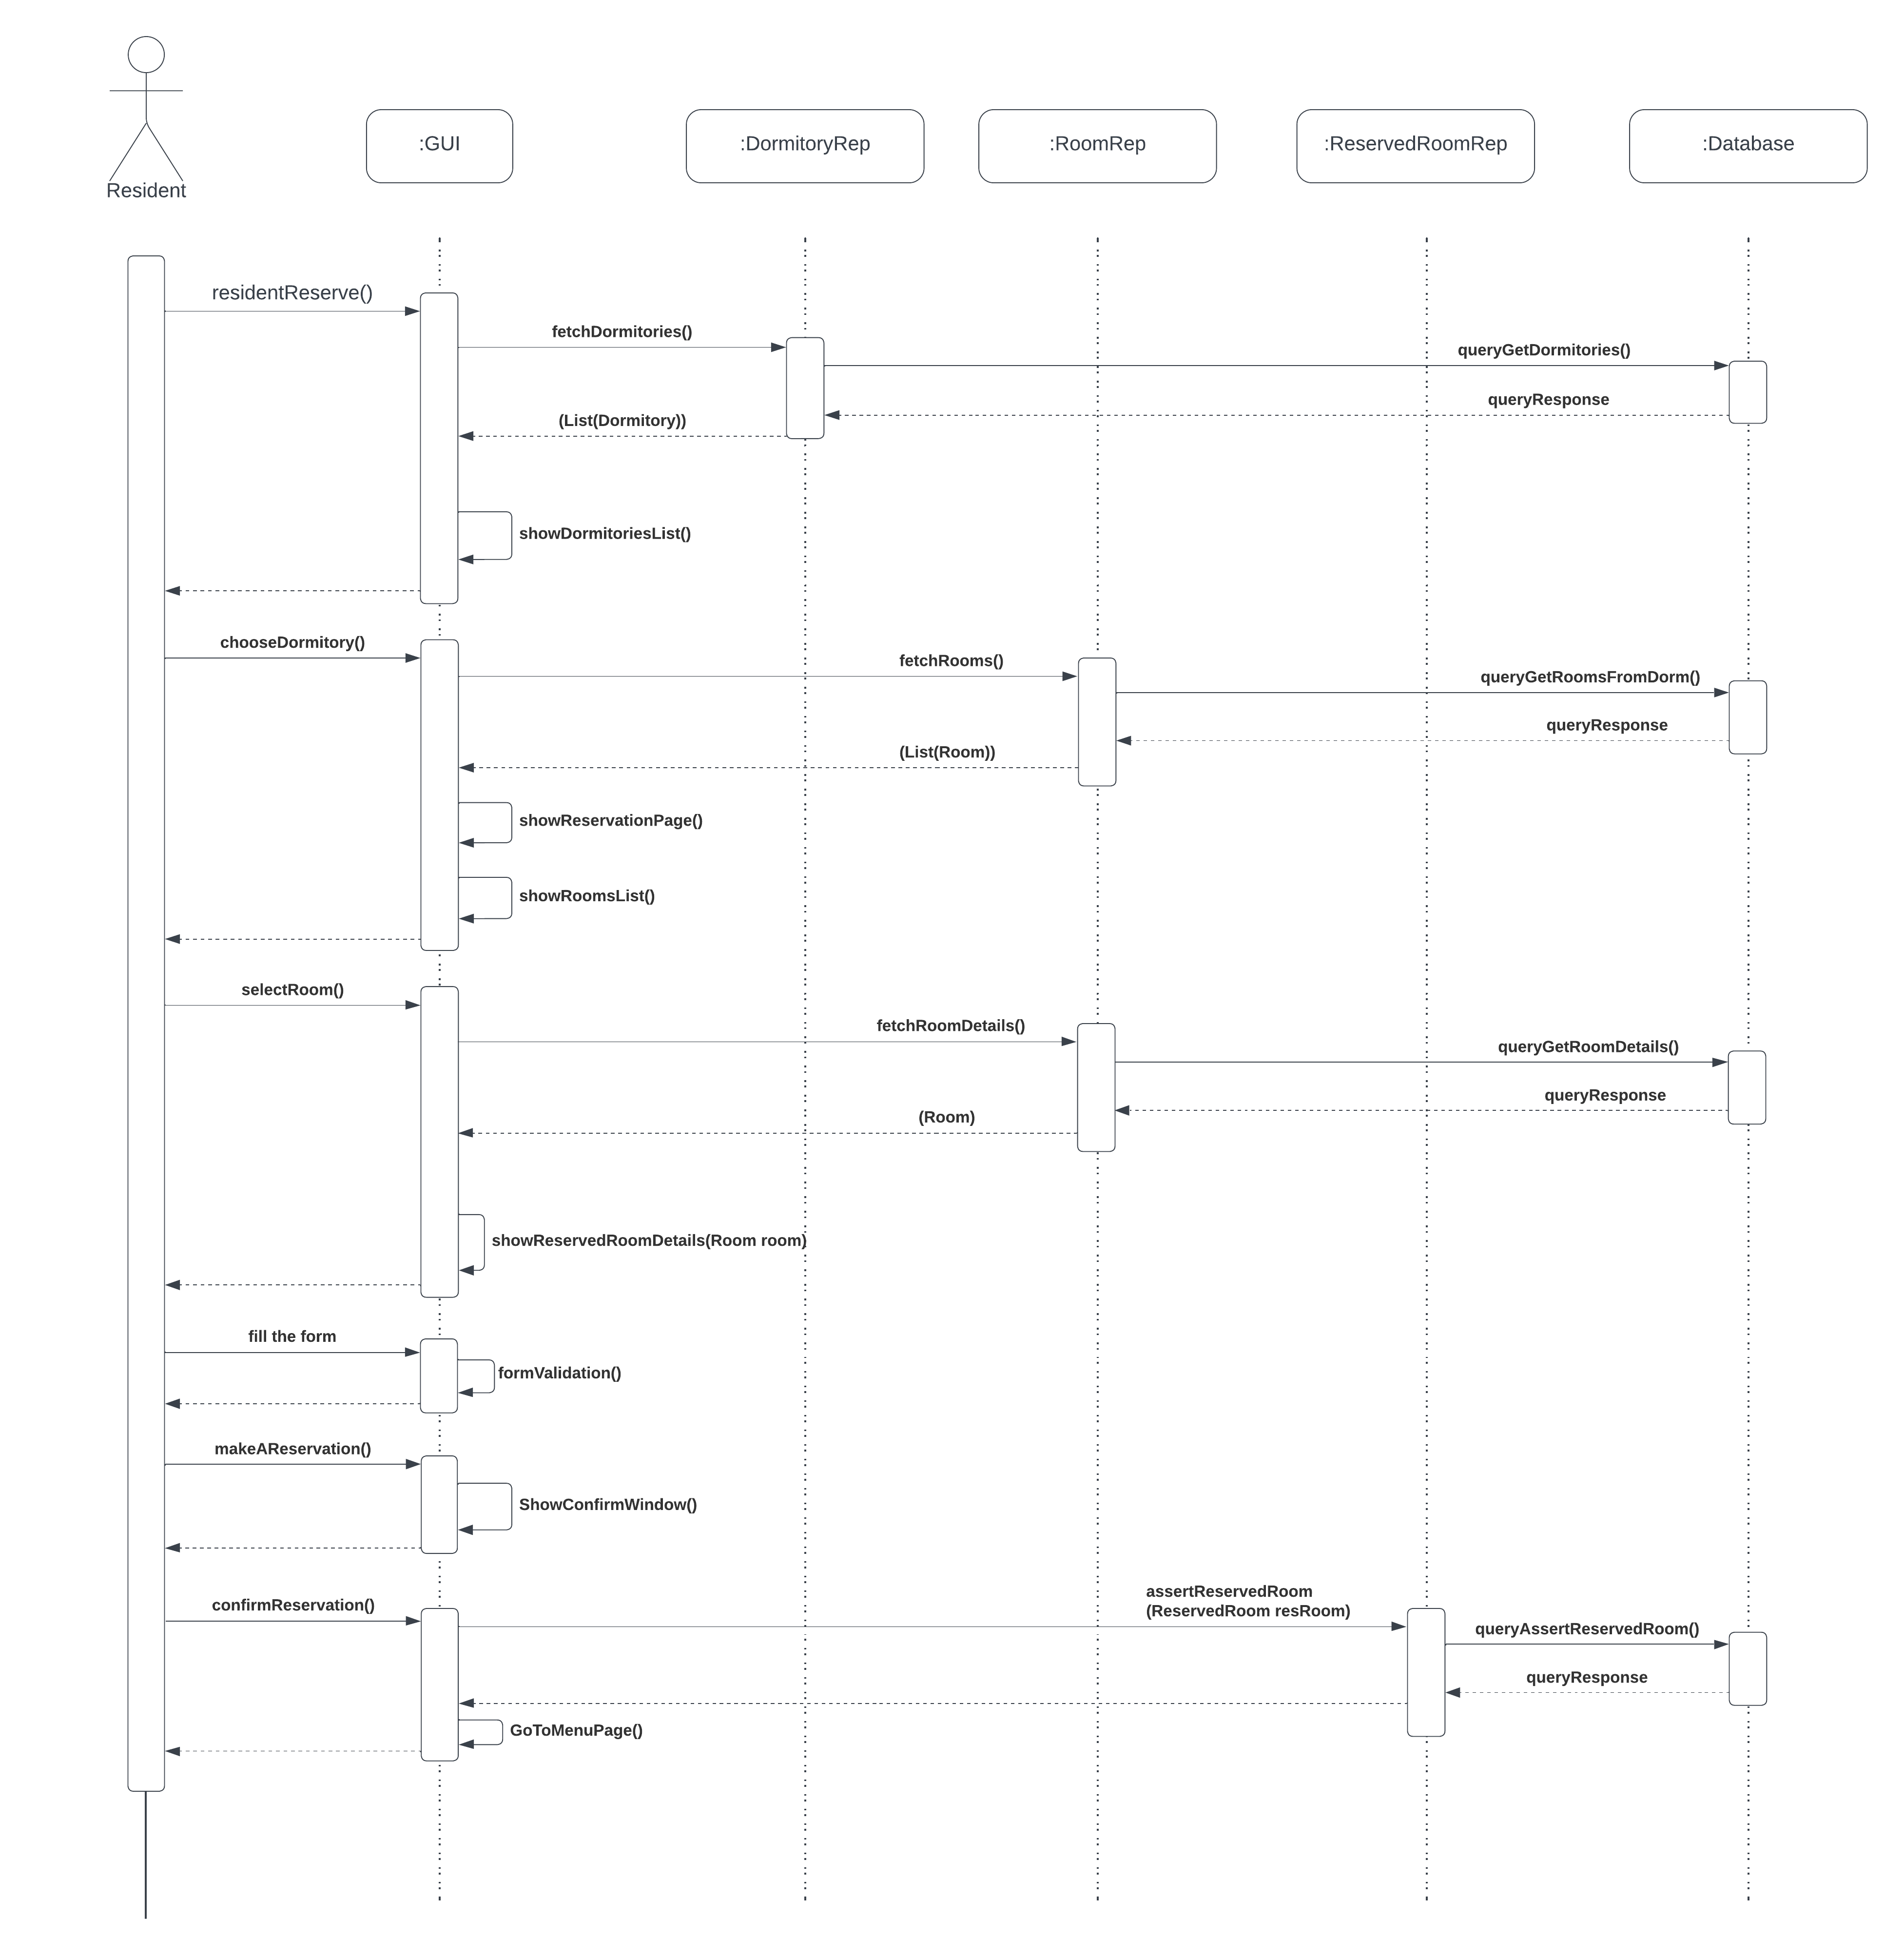 :GUI
:DormitoryRep
:RoomRep
:ReservedRoomRep
:Database
Resident
residentReserve()
fetchDormitories()
queryGetDormitories()
queryResponse
(List(Dormitory))
showDormitoriesList()
chooseDormitory()
fetchRooms()
queryGetRoomsFromDorm()
queryResponse
(List(Room))
showReservationPage()
showRoomsList()
selectRoom()
fetchRoomDetails()
queryGetRoomDetails()
queryResponse
(Room)
showReservedRoomDetails(Room room)
fill the form
formValidation()
makeAReservation()
ShowConfirmWindow()
confirmReservation()
assertReservedRoom
(ReservedRoom resRoom)
queryAssertReservedRoom()
queryResponse
GoToMenuPage()